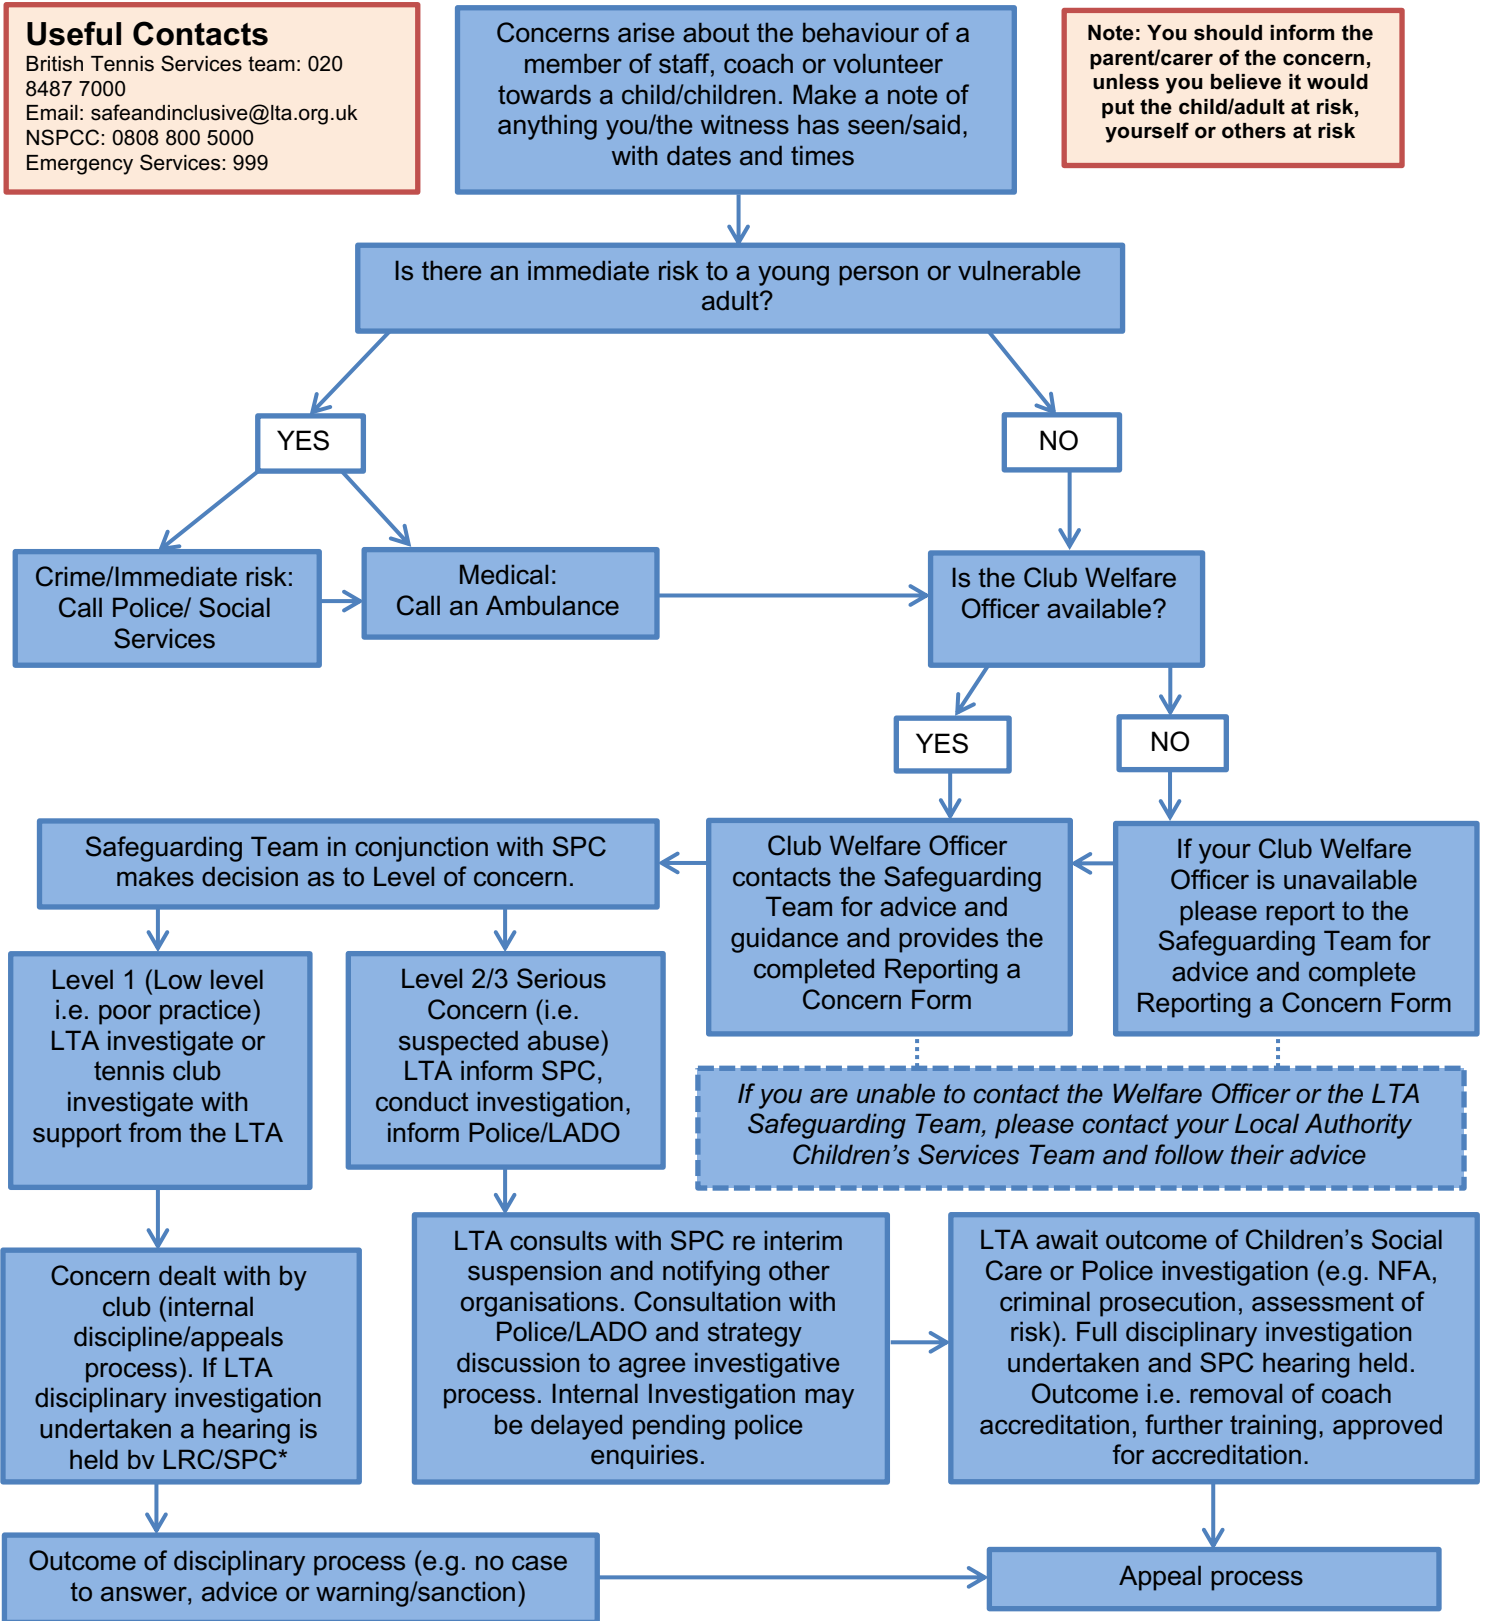 Useful Contacts
British Tennis Services team: 020
8487 7000
Email: safeandinclusive@lta.org.uk
NSPCC: 0808 800 5000
Emergency Services: 999
Concerns arise about the behaviour of a
member of staff, coach or volunteer
towards a child/children. Make a note of
anything you/the witness has seen/said,
with dates and times
Note: You should inform the
parent/carer of the concern,
unless you believe it would
put the child/adult at risk,
yourself or others at risk
Is there an immediate risk to a young person or vulnerable
adult?
YES
NO
Crime/Immediate risk:
Call Police/ Social
Services
Medical:
Call an Ambulance
Is the Club Welfare
Officer available?
YES
NO
Safeguarding Team in conjunction with SPC
makes decision as to Level of concern.
Club Welfare Officer
contacts the Safeguarding
Team for advice and
guidance and provides the
completed Reporting a
Concern Form
If your Club Welfare
Officer is unavailable
please report to the
Safeguarding Team for
advice and complete
Reporting a Concern Form
Level 1 (Low level
i.e. poor practice)
LTA investigate or
tennis club
investigate with
support from the LTA
Level 2/3 Serious
Concern (i.e.
suspected abuse)
LTA inform SPC,
conduct investigation,
inform Police/LADO
If you are unable to contact the Welfare Officer or the LTA
Safeguarding Team, please contact your Local Authority
Children’s Services Team and follow their advice
Concern dealt with by
club (internal
discipline/appeals
process). If LTA
disciplinary investigation
undertaken a hearing is
held by LRC/SPC*
LTA consults with SPC re interim
suspension and notifying other
organisations. Consultation with
Police/LADO and strategy
discussion to agree investigative
process. Internal Investigation may
be delayed pending police
enquiries.
LTA await outcome of Children’s Social
Care or Police investigation (e.g. NFA,
criminal prosecution, assessment of
risk). Full disciplinary investigation
undertaken and SPC hearing held.
Outcome i.e. removal of coach
accreditation, further training, approved
for accreditation.
Outcome of disciplinary process (e.g. no case
to answer, advice or warning/sanction)
Appeal process